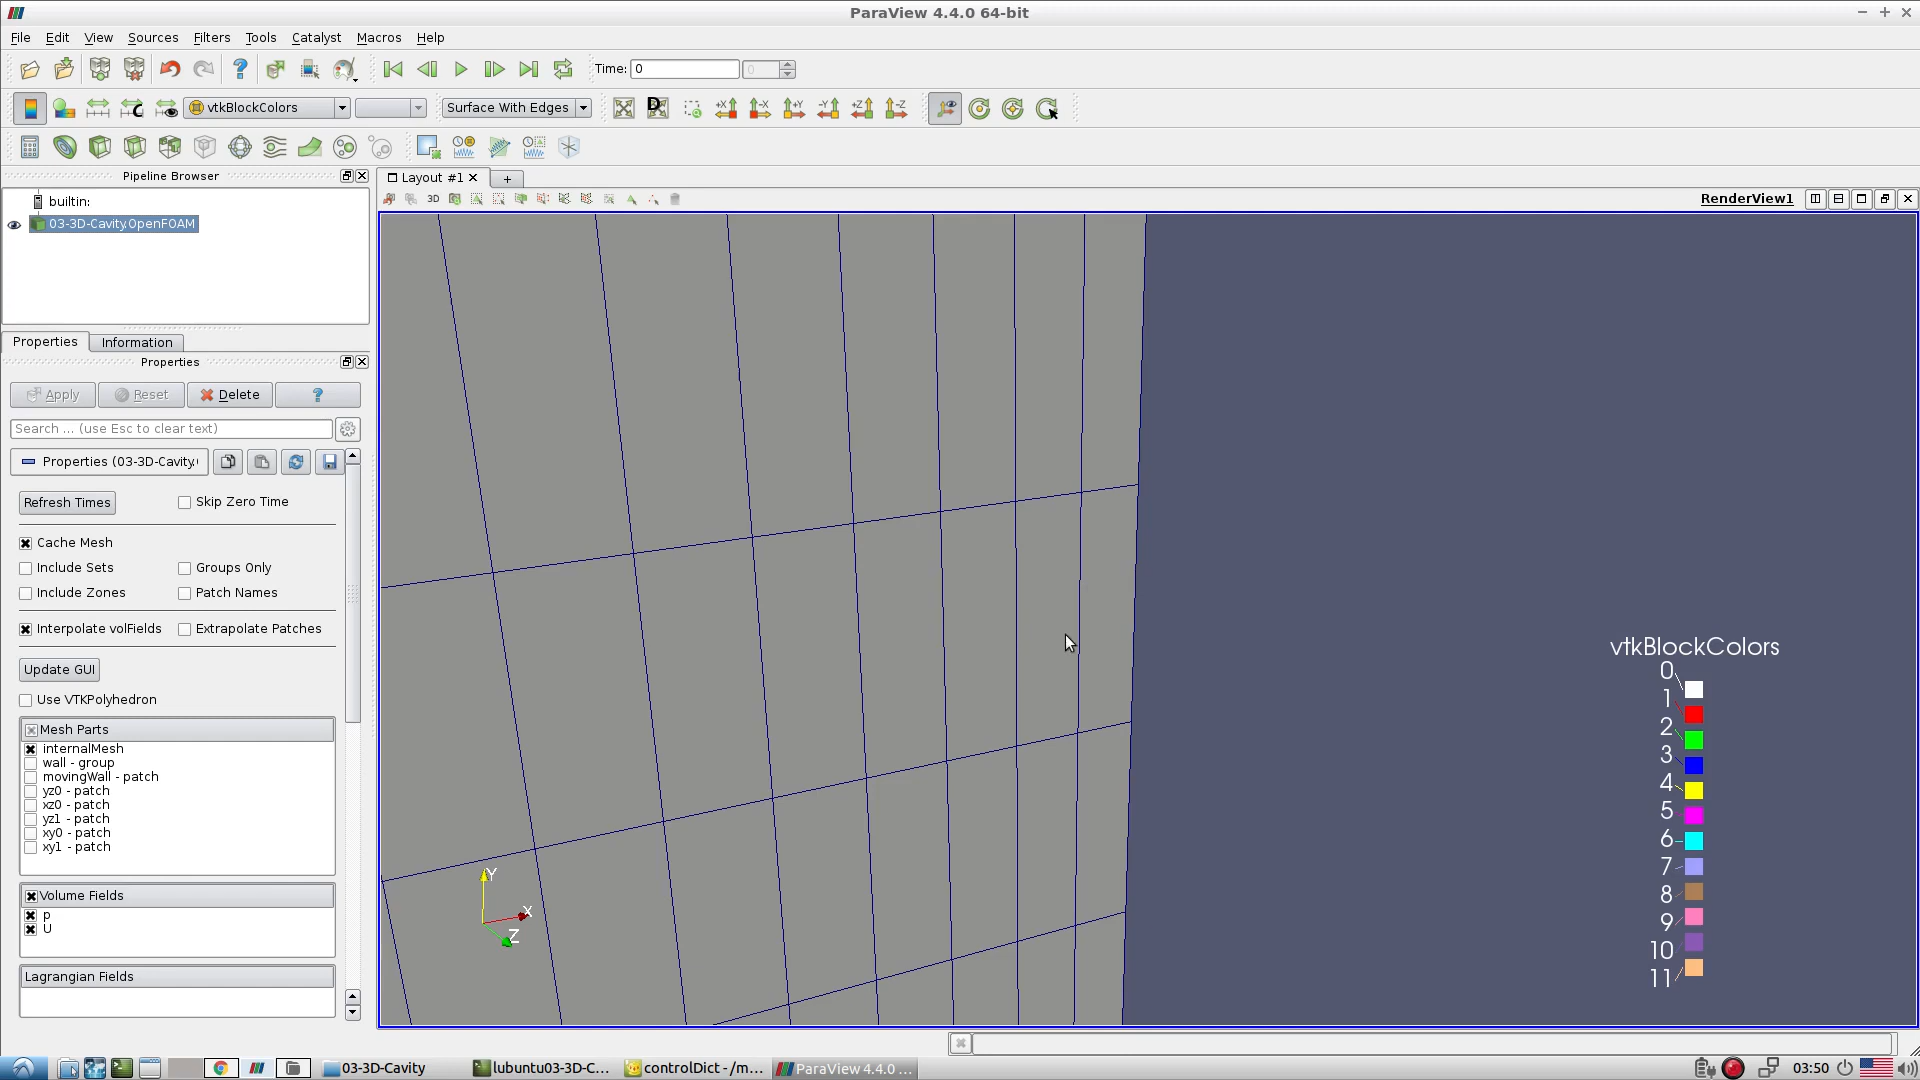 ParaView 4.4.0 64-bit
File Edit View Sources Filters Tools Catalyst Macros Help
Time: 0 0
vtkBlockColors Surface With Edges +X -X +Y -Y +Z -Z
Pipeline Browser
builtin:
03-3D-Cavity.OpenFOAM
Properties Information
Properties
Apply Reset Delete ?
Search ... (use Esc to clear text)
Properties (03-3D-Cavity.
Refresh Times Skip Zero Time
Cache Mesh
Include Sets Groups Only
Include Zones Patch Names
Interpolate volFields Extrapolate Patches
Update GUI
Use VTKPolyhedron
Mesh Parts
internalMesh
wall - group
movingWall - patch
yz0 - patch
xz0 - patch
yz1 - patch
xy0 - patch
xy1 - patch
Volume Fields
p
U
Lagrangian Fields
Layout #1 +
3D RenderView1
Y
X
Z
vtkBlockColors
0
1
2
3
4
5
6
7
8
9
10
11
03-3D-Cavity lubuntu03-3D-C... controlDict - /m... ParaView 4.4.0 ... 03:50